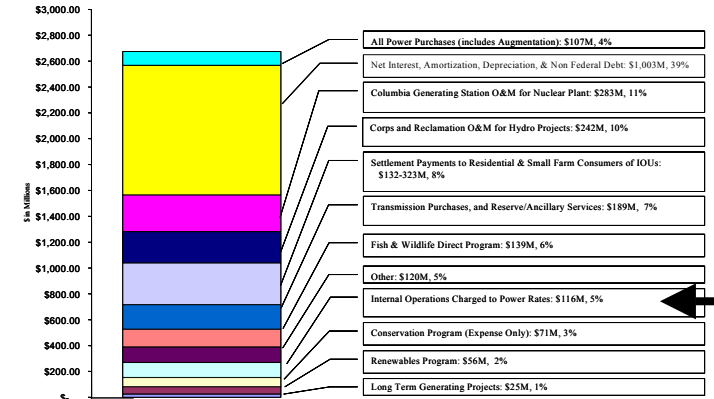 $3,000.00
$2,800.00
$2,600.00
$2,400.00
$2,200.00
$2,000.00
$1,800.00
$1,600.00
$1,400.00
$1,200.00
$1,000.00
$800.00
$600.00
$400.00
$200.00
$-
$ in Millions
All Power Purchases (includes Augmentation): $107M, 4%
Net Interest, Amortization, Depreciation, & Non Federal Debt: $1,003M, 39%
Columbia Generating Station O&M for Nuclear Plant: $283M, 11%
Corps and Reclamation O&M for Hydro Projects: $242M, 10%
Settlement Payments to Residential & Small Farm Consumers of IOUs:
$132-323M, 8%
Transmission Purchases, and Reserve/Ancillary Services: $189M, 7%
Fish & Wildlife Direct Program: $139M, 6%
Other: $120M, 5%
Internal Operations Charged to Power Rates: $116M, 5%
Conservation Program (Expense Only): $71M, 3%
Renewables Program: $56M, 2%
Long Term Generating Projects: $25M, 1%